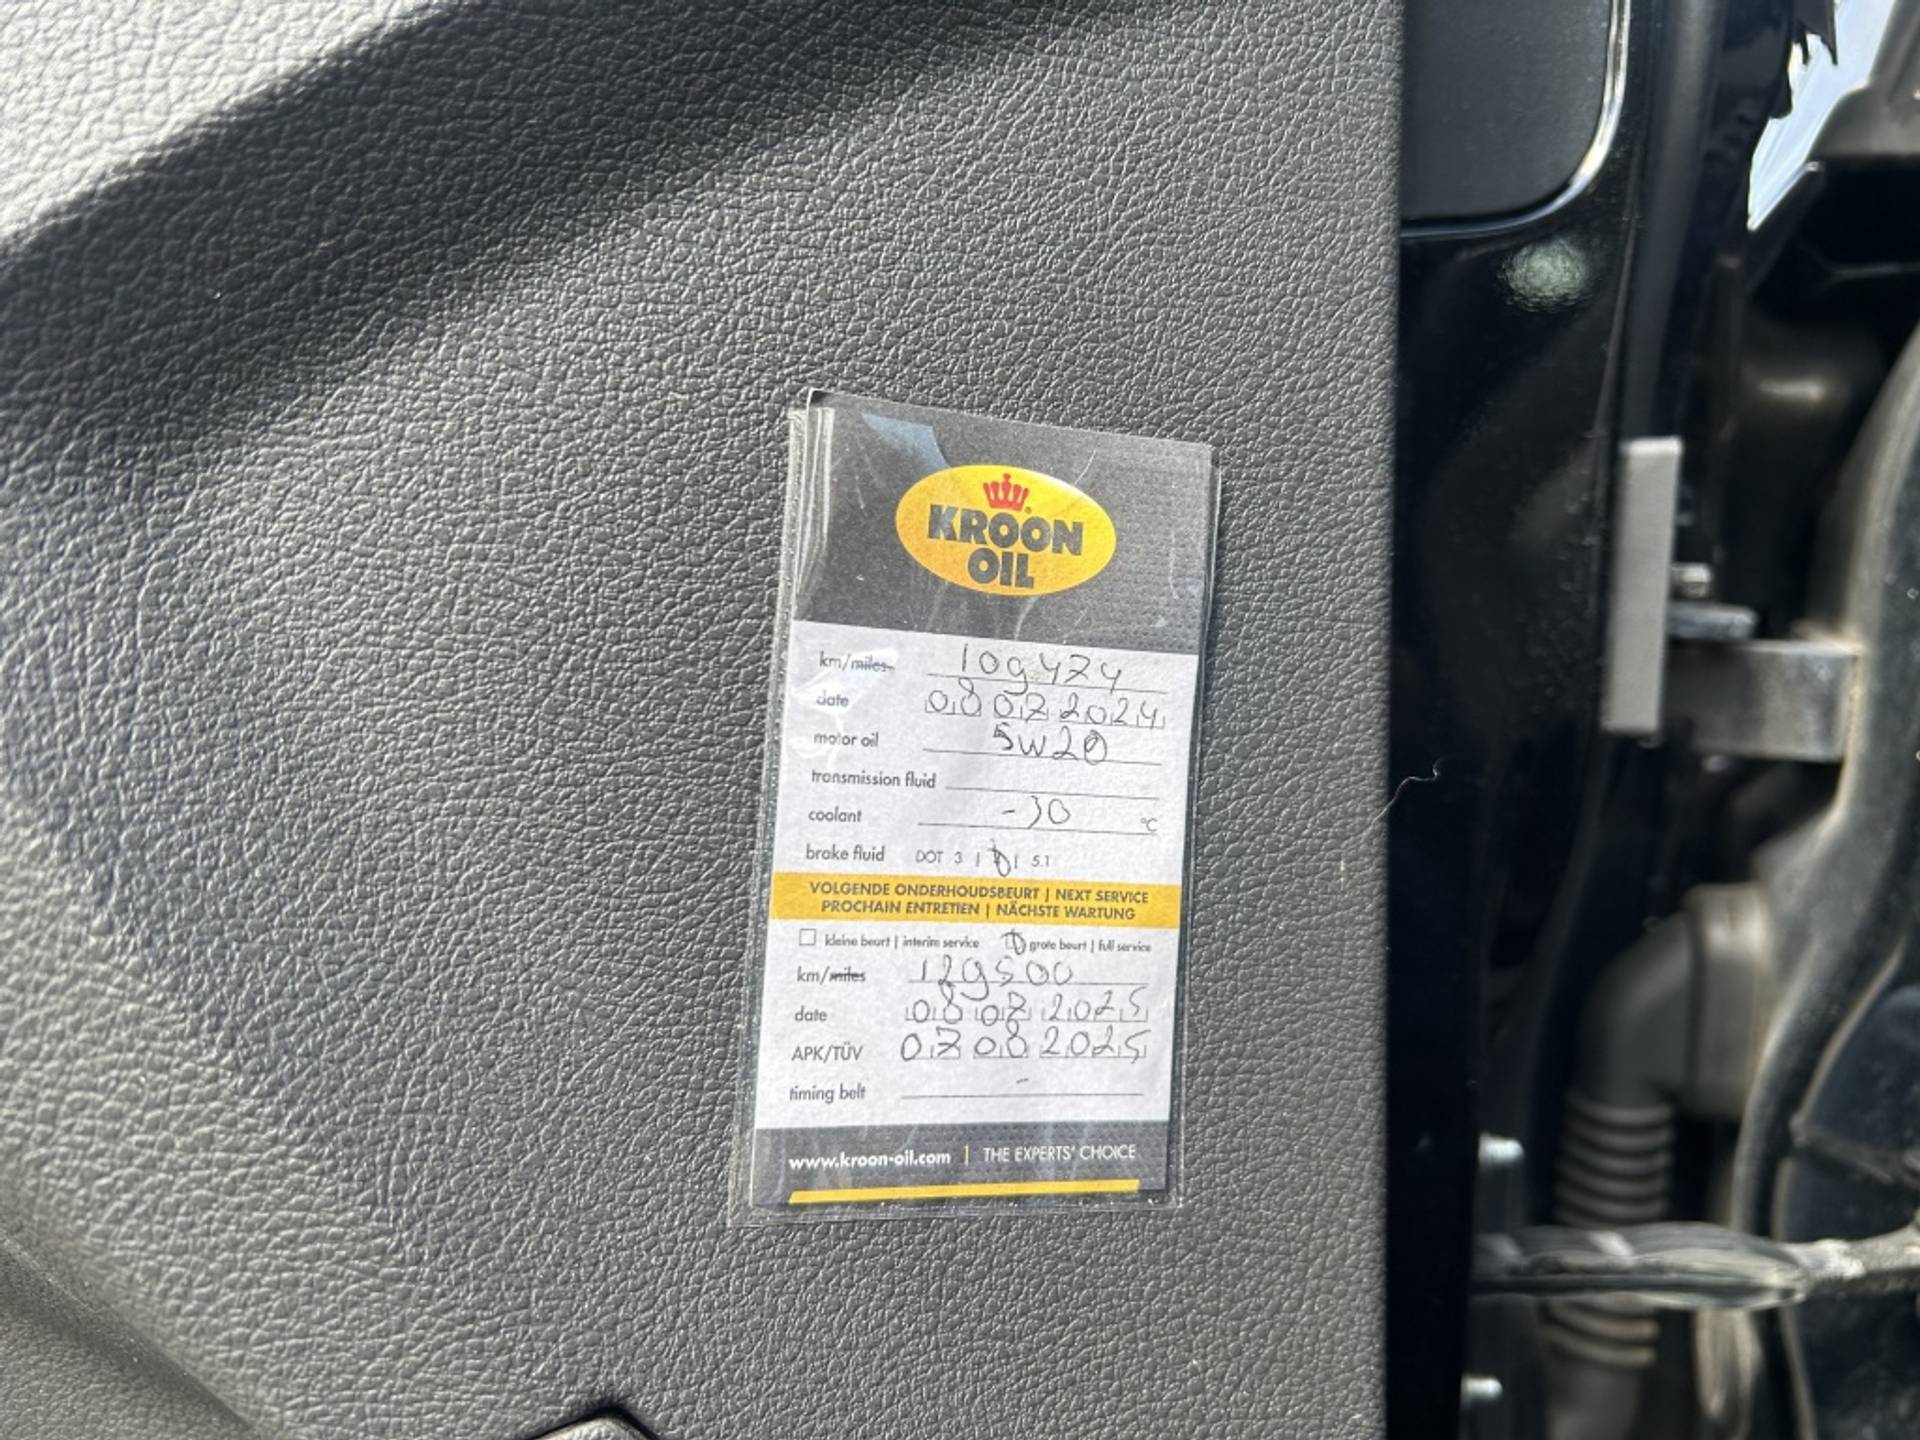 KROON
OIL
km/miles 109474
date 08 07 2024
motor oil 5W20
transmission fluid
coolant -30 °C
brake fluid DOT 3 | 4 | 5.1
VOLGENDE ONDERHOUDSBEURT | NEXT SERVICE
PROCHAIN ENTRETIEN | NÄCHSTE WARTUNG
kleine beurt | interim service grote beurt | full service
km/miles 129500
date 08 07 2025
APK/TÜV 07 08 2025
timing belt -
www.kroon-oil.com | THE EXPERTS' CHOICE